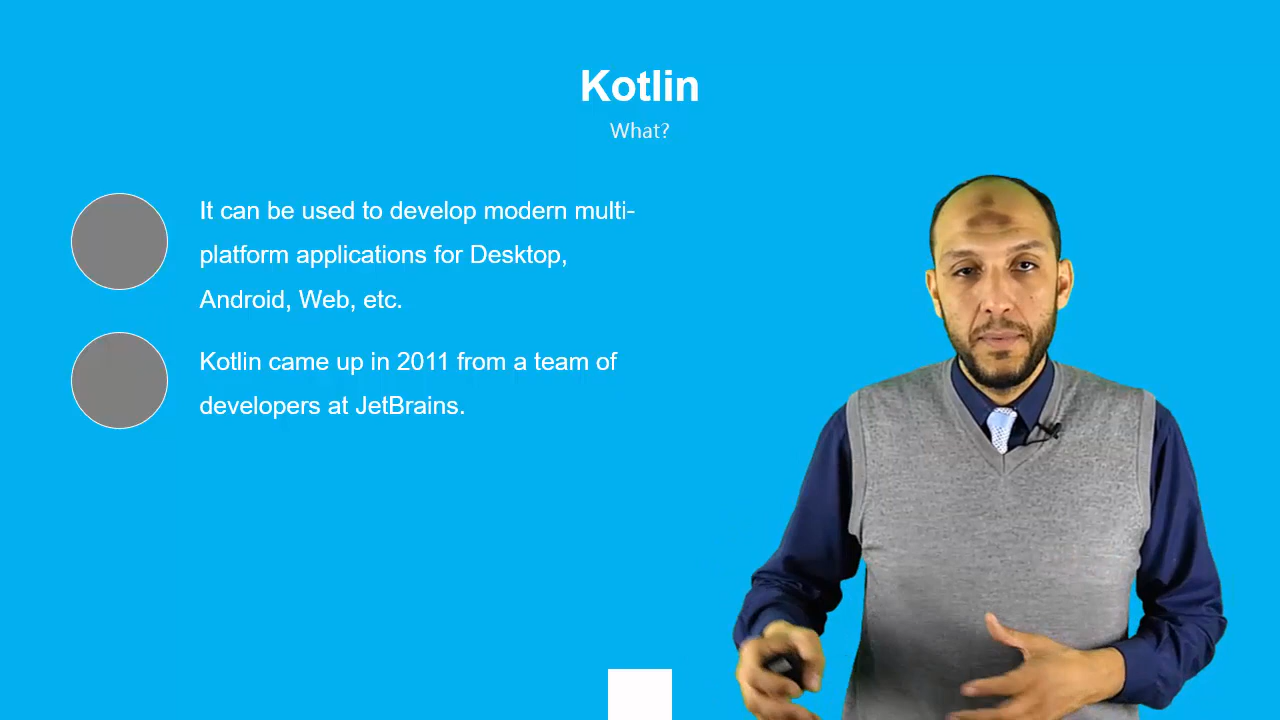 Kotlin
What?
It can be used to develop modern multi-
platform applications for Desktop,
Android, Web, etc.
Kotlin came up in 2011 from a team of
developers at JetBrains.